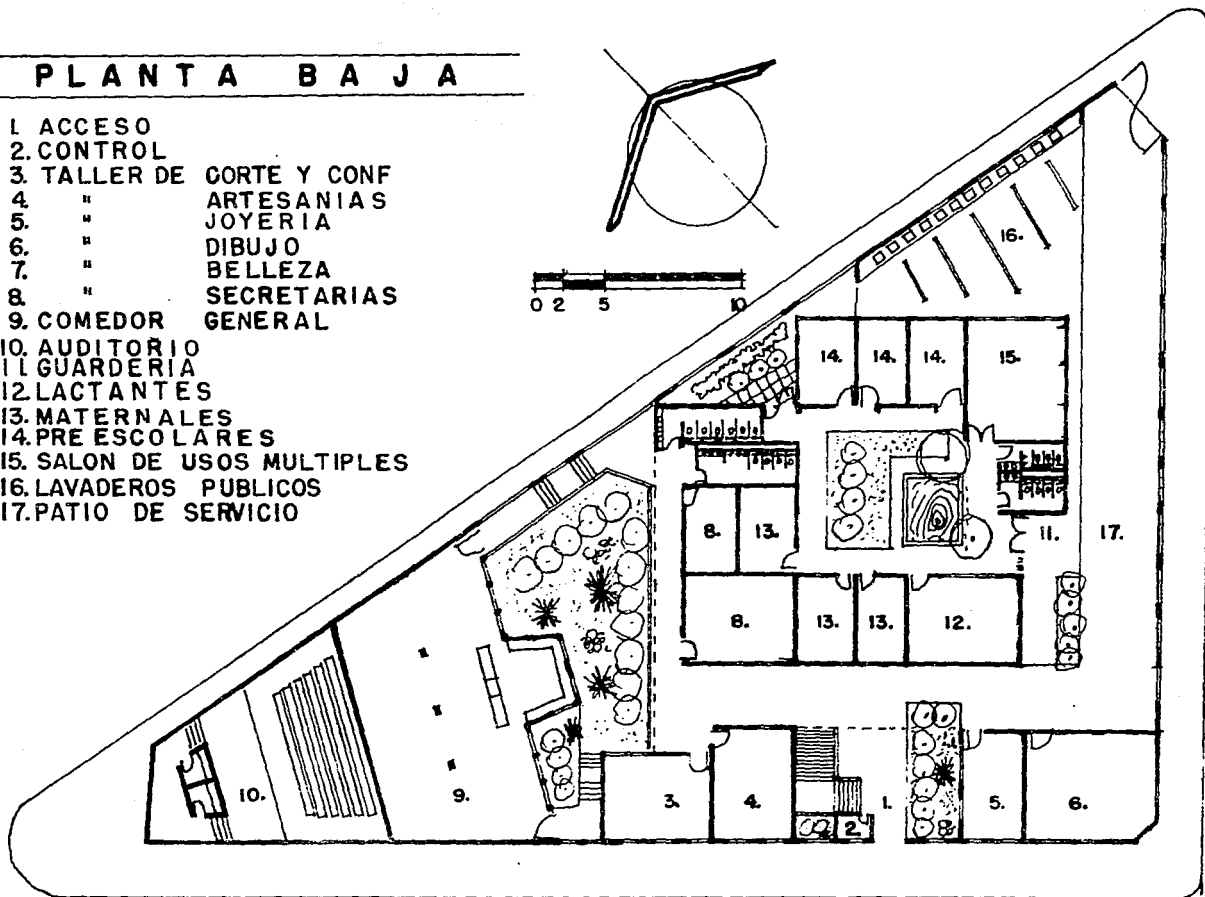 PLANTA BAJA
1. ACCESO
2. CONTROL
3. TALLER DE CORTE Y CONF
4 " ARTESANIAS
5. " JOYERIA
6. " DIBUJO
7. " BELLEZA
8. " SECRETARIAS
9. COMEDOR GENERAL
10. AUDITORIO
11. GUARDERIA
12. LACTANTES
13. MATERNALES
14. PRE ESCOLARES
15. SALON DE USOS MULTIPLES
16. LAVADEROS PUBLICOS
17. PATIO DE SERVICIO
0 2 5 10
16.
14. 14. 14. 15.
8. 13. 11. 17.
8. 13. 13. 12.
10. 9. 3. 4. 2 1. 5. 6.